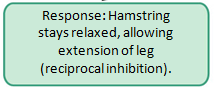 Response: Hamstring
stays relaxed, allowing
extension of leg
(reciprocal inhibition).